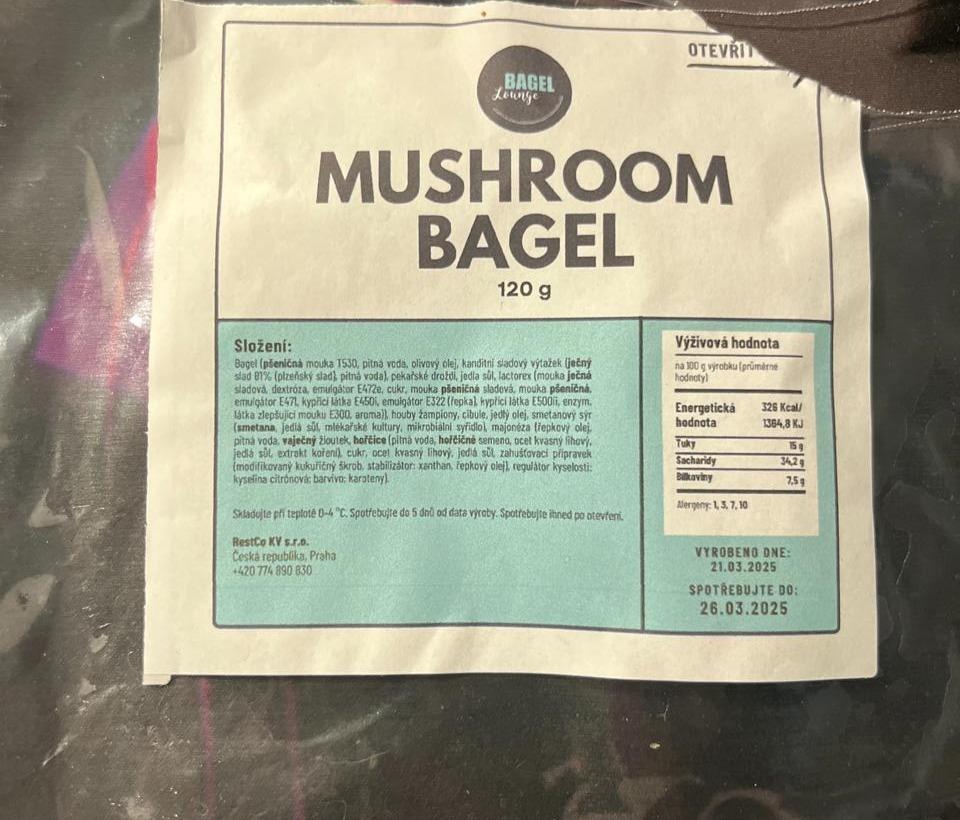 OTEVŘÍ
BAGEL
Lounge
MUSHROOM
BAGEL
120 g
Složení:
Bagel (pšeničná mouka T530, pitná voda, olivový olej, kanditní sladový výtažek (ječný
slad 81% (plzeňský slad), pitná voda), pekařské droždí, jedla sůl, lactorex (mouka ječná
sladová, dextróza, emulgátor E472e, cukr, mouka pšeničná sladová, mouka pšeničná,
emulgátor E471, kypřící látka E450i, emulgátor E322 (řepka), kypřící látka E500ii, enzym,
látka zlepšující mouku E300, aroma)), houby žampiony, cibule, jedlý olej, smetanový sýr
(smetana, jedlá sůl, mlékařské kultury, mikrobiální syřidlo), majonéza (řepkový olej,
pitná voda, vaječný žloutek, hořčice (pitná voda, hořčičné semeno, ocet kvasný lihový,
jedlá sůl, extrakt koření), cukr, ocet kvasný lihový, jedlá sůl, zahušťovací přípravek
(modifikovaný kukuřičný škrob, stabilizátor: xanthan, řepkový olej), regulátor kyselosti:
kyselina citrónová; barvivo: karoteny).
Skladujte při teplotě 0-4 °C. Spotřebujte do 5 dnů od data výroby. Spotřebujte ihned po otevření.
RestCo KV s.r.o.
Česká republika, Praha
+420 774 890 830
Výživová hodnota
na 100 g výrobku (průměrné
hodnoty)
Energetická 326 Kcal/
hodnota 1364,8 KJ
Tuky 15 g
Sacharidy 34,2 g
Bílkoviny 7,5 g
Alergeny: 1, 3, 7, 10
VYROBENO DNE:
21.03.2025
SPOTŘEBUJTE DO:
26.03.2025